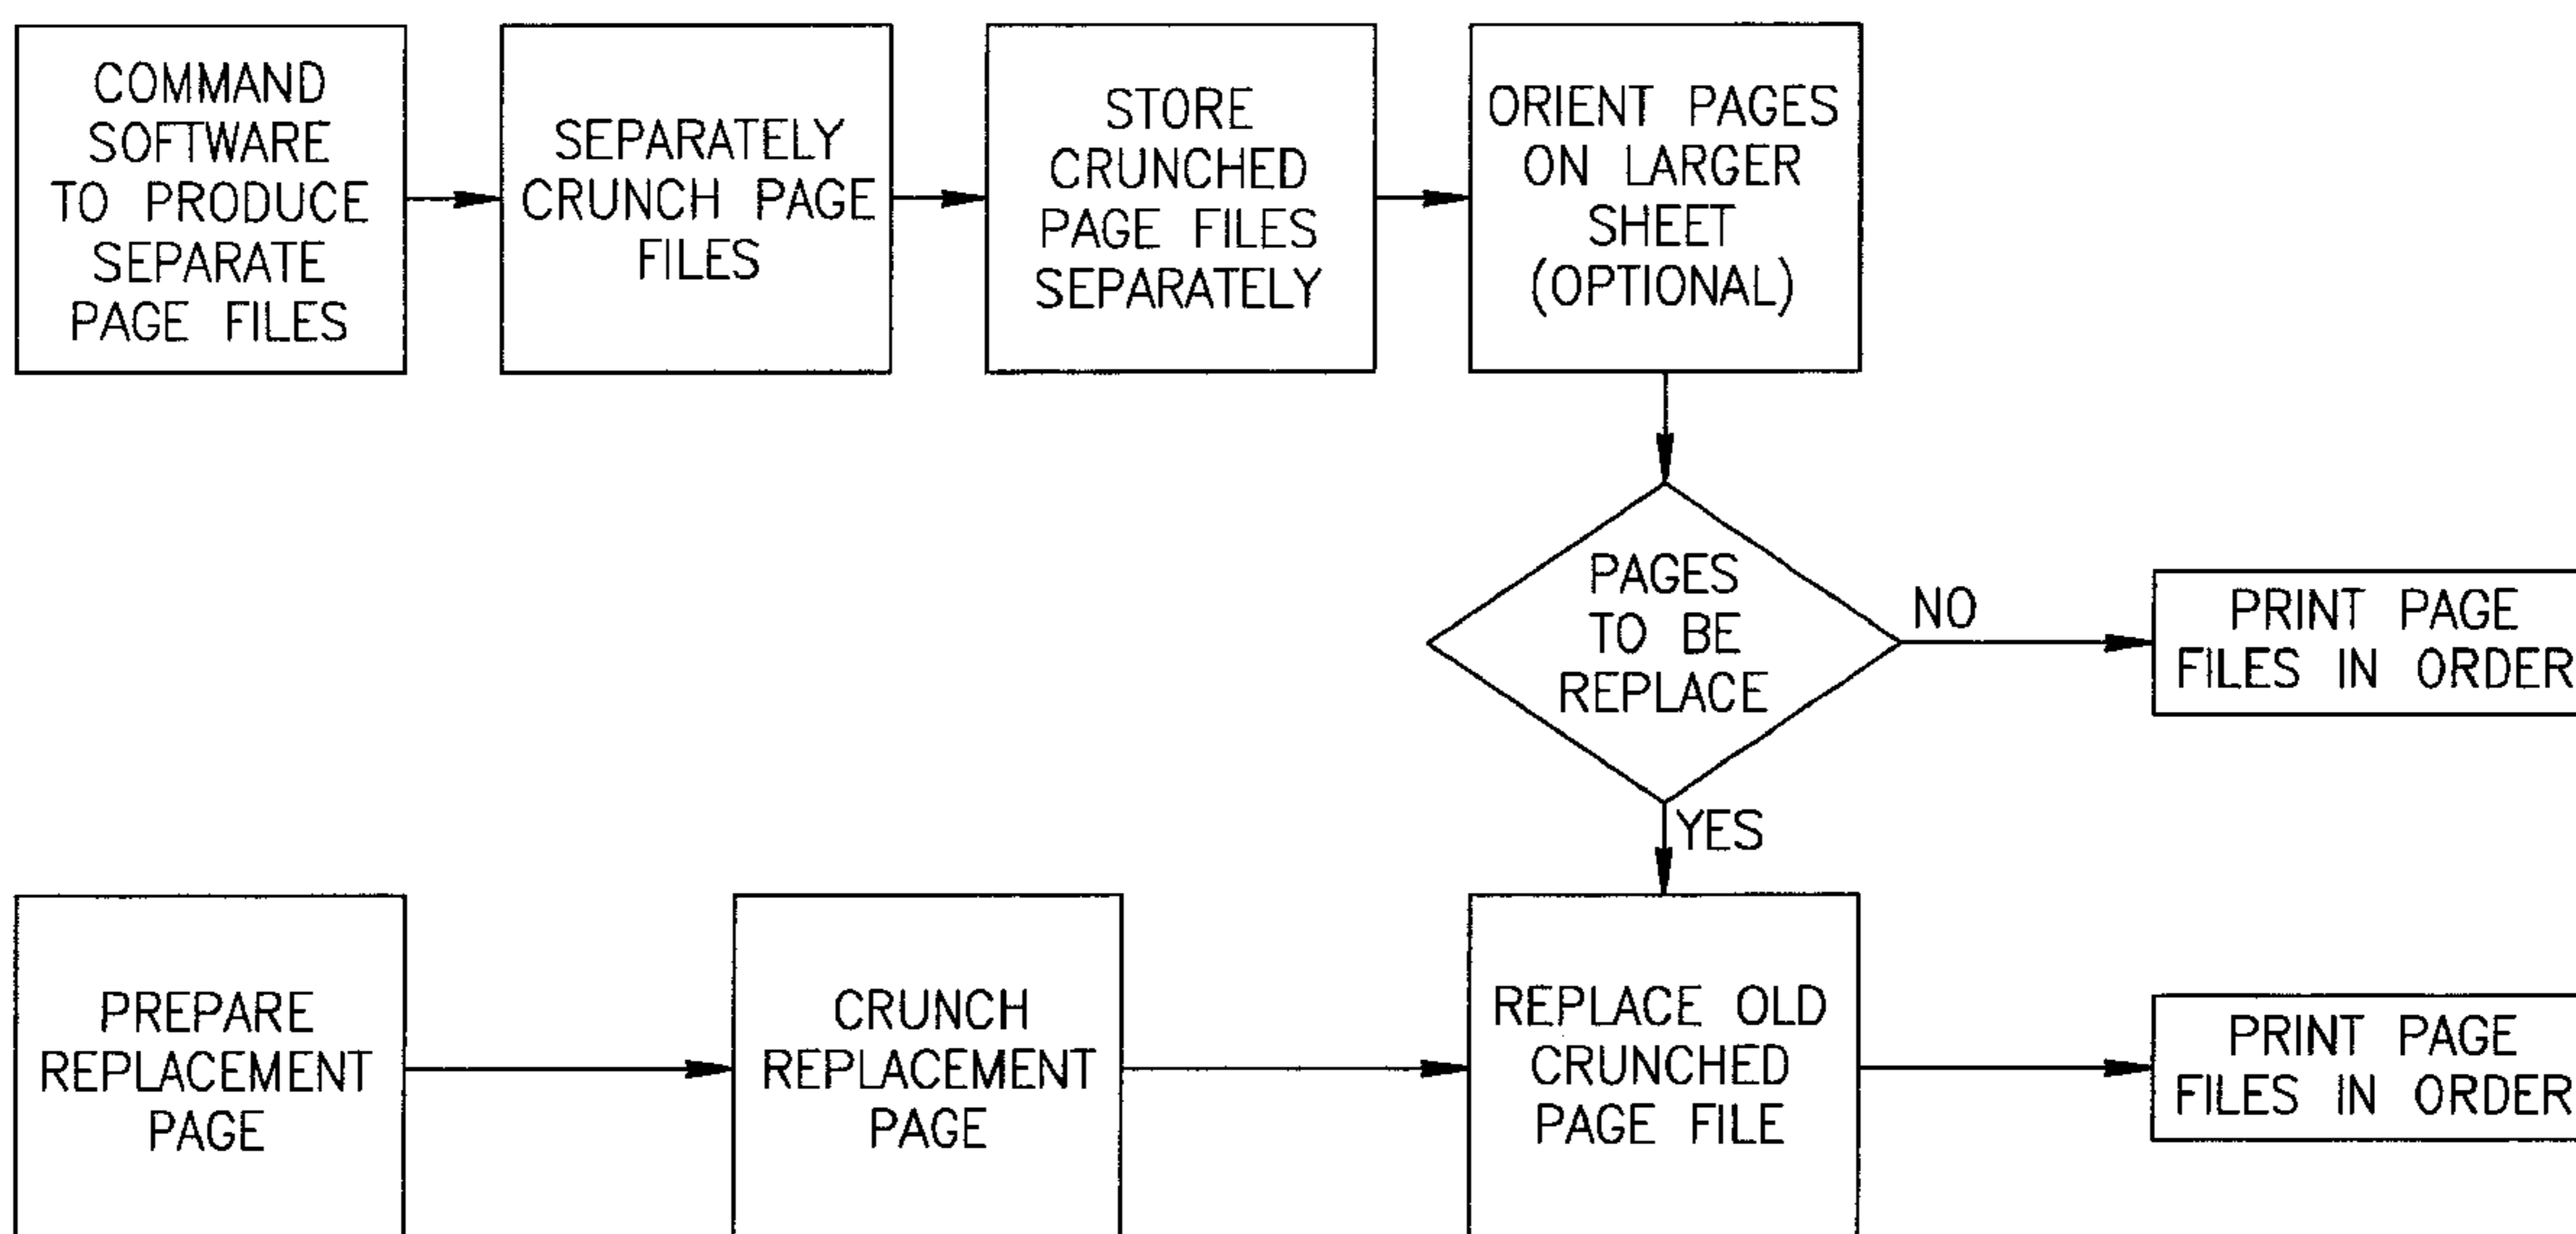 COMMAND
SOFTWARE
TO PRODUCE
SEPARATE
PAGE FILES
SEPARATELY
CRUNCH PAGE
FILES
STORE
CRUNCHED
PAGE FILES
SEPARATELY
ORIENT PAGES
ON LARGER
SHEET
(OPTIONAL)
PAGES
TO BE
REPLACE
NO
PRINT PAGE
FILES IN ORDER
YES
PREPARE
REPLACEMENT
PAGE
CRUNCH
REPLACEMENT
PAGE
REPLACE OLD
CRUNCHED
PAGE FILE
PRINT PAGE
FILES IN ORDER